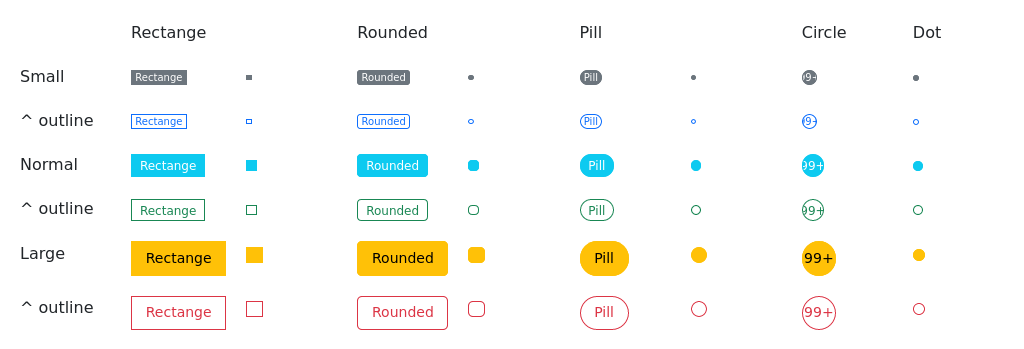 Rectange Rounded Pill Circle Dot
Small Rectange Rounded Pill 99+
^ outline Rectange Rounded Pill 99+
Normal Rectange Rounded Pill 99+
^ outline Rectange Rounded Pill 99+
Large Rectange Rounded Pill 99+
^ outline Rectange Rounded Pill 99+